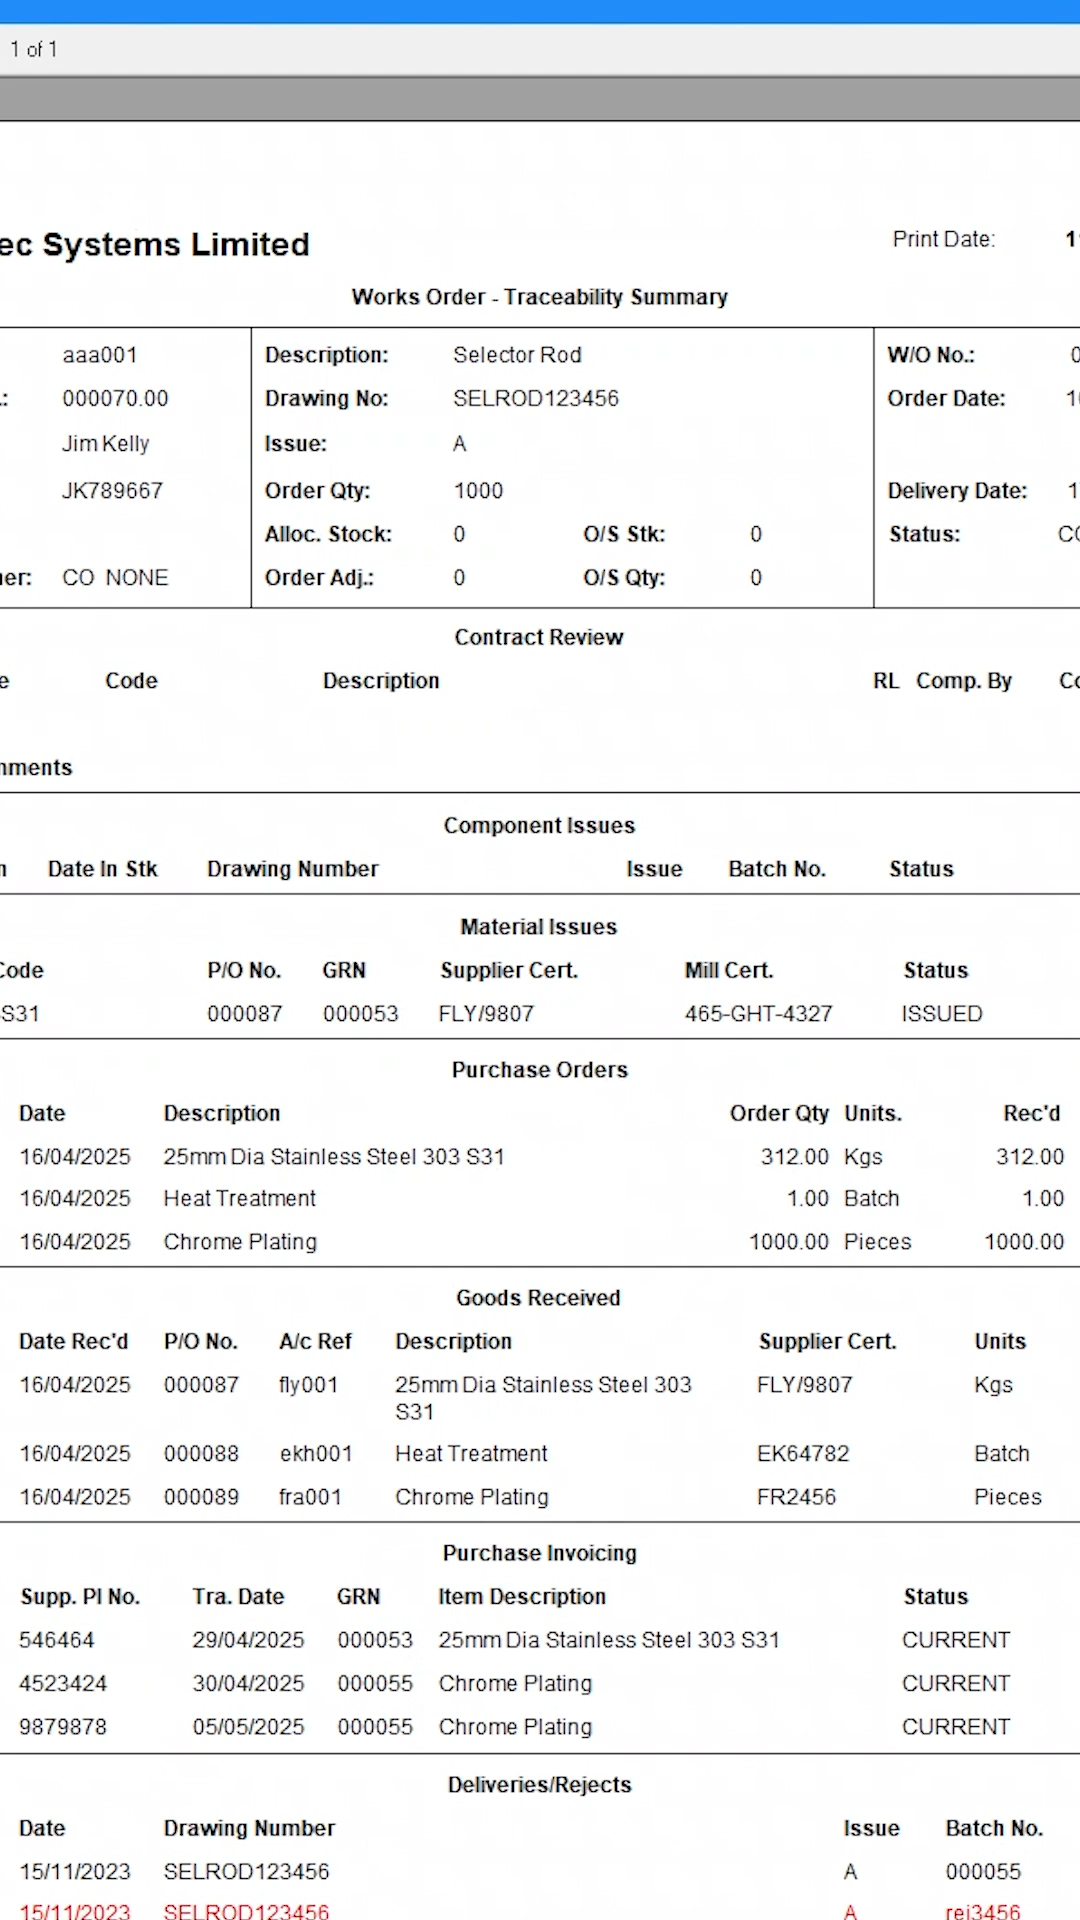 1 of 1
Systems Limited
Print Date:
Works Order - Traceability Summary
aaa001 Description: Selector Rod W/O No.:
000070.00 Drawing No: SELROD123456 Order Date:
Jim Kelly Issue: A
JK789667 Order Qty: 1000 Delivery Date:
Alloc. Stock: 0 O/S Stk: 0 Status:
CO NONE Order Adj.: 0 O/S Qty: 0
Contract Review
Code Description RL Comp. By
Component Issues
Date In Stk Drawing Number Issue Batch No. Status
Material Issues
Code P/O No. GRN Supplier Cert. Mill Cert. Status
S31 000087 000053 FLY/9807 465-GHT-4327 ISSUED
Purchase Orders
Date Description Order Qty Units. Rec'd
16/04/2025 25mm Dia Stainless Steel 303 S31 312.00 Kgs 312.00
16/04/2025 Heat Treatment 1.00 Batch 1.00
16/04/2025 Chrome Plating 1000.00 Pieces 1000.00
Goods Received
Date Rec'd P/O No. A/c Ref Description Supplier Cert. Units
16/04/2025 000087 fly001 25mm Dia Stainless Steel 303 FLY/9807 Kgs
S31
16/04/2025 000088 ekh001 Heat Treatment EK64782 Batch
16/04/2025 000089 fra001 Chrome Plating FR2456 Pieces
Purchase Invoicing
Supp. PI No. Tra. Date GRN Item Description Status
546464 29/04/2025 000053 25mm Dia Stainless Steel 303 S31 CURRENT
4523424 30/04/2025 000055 Chrome Plating CURRENT
9879878 05/05/2025 000055 Chrome Plating CURRENT
Deliveries/Rejects
Date Drawing Number Issue Batch No.
15/11/2023 SELROD123456 A 000055
15/11/2023 SELROD123456 A rej3456